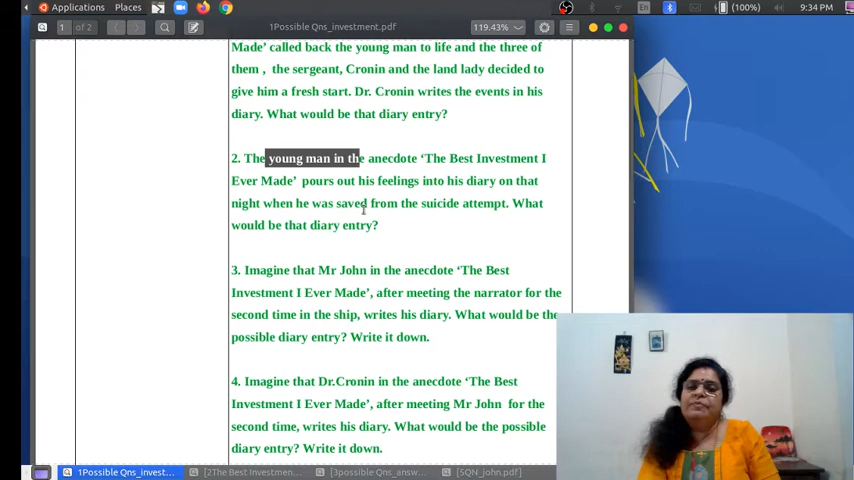 Applications Places En (100%) 9:34 PM
1 of 2 1Possible Qns_investment.pdf 119.43%
Made’ called back the young man to life and the three of
them , the sergeant, Cronin and the land lady decided to
give him a fresh start. Dr. Cronin writes the events in his
diary. What would be that diary entry?
2. The young man in the anecdote ‘The Best Investment I
Ever Made’ pours out his feelings into his diary on that
night when he was saved from the suicide attempt. What
would be that diary entry?
3. Imagine that Mr John in the anecdote ‘The Best
Investment I Ever Made’, after meeting the narrator for the
second time in the ship, writes his diary. What would be the
possible diary entry? Write it down.
4. Imagine that Dr.Cronin in the anecdote ‘The Best
Investment I Ever Made’, after meeting Mr John for the
second time, writes his diary. What would be the possible
diary entry? Write it down.
1Possible Qns_invest... [2The Best Investmen... [3possible Qns_answ... [5QN_john.pdf]